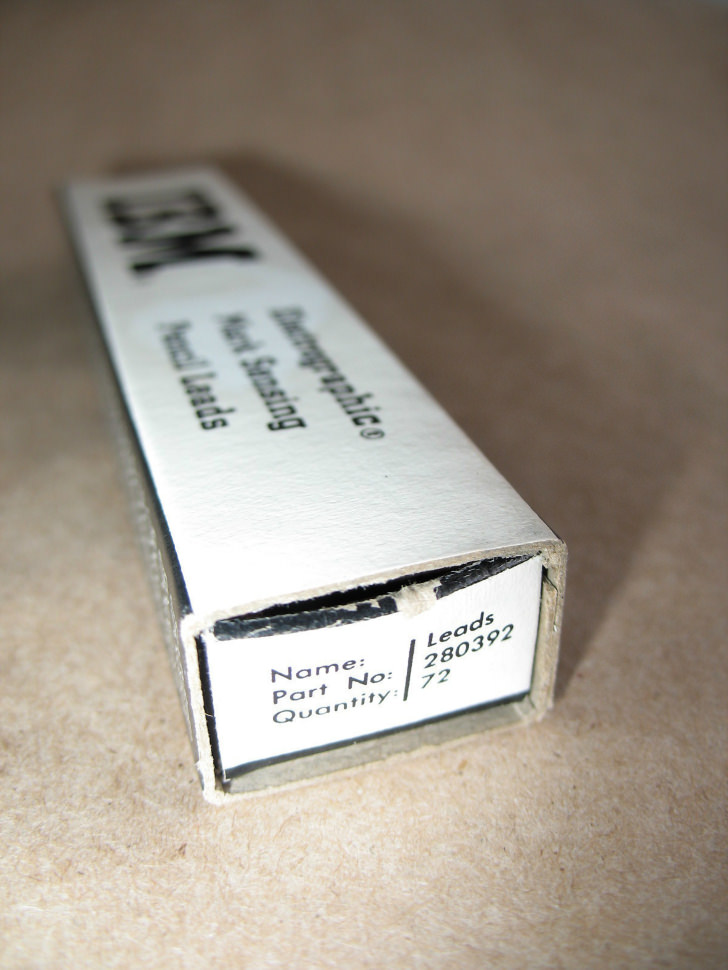 IBM
Electrographic®
Mark Sensing
Pencil Leads
Name: Leads
Part No: 280392
Quantity: 72